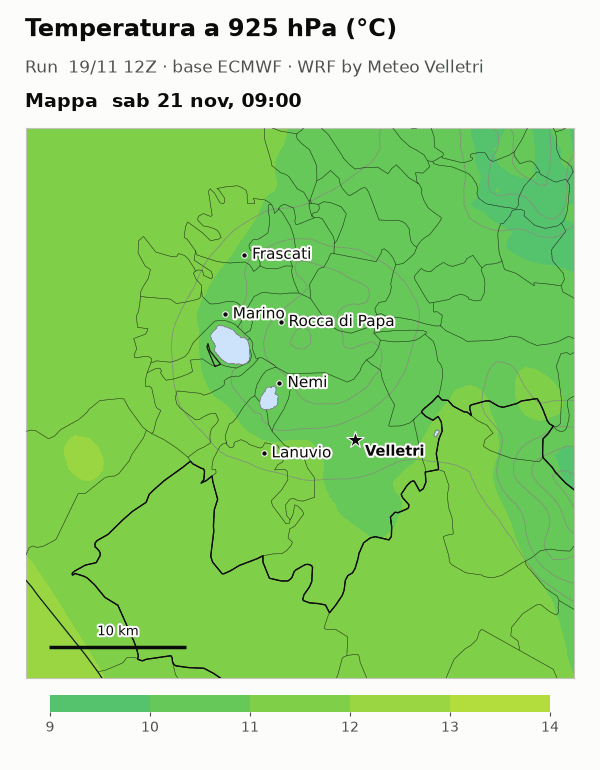 Temperatura a 925 hPa (°C)
Run  19/11 12Z · base ECMWF · WRF by Meteo Velletri
Mappa  sab 21 nov, 09:00
Frascati
Marino
Rocca di Papa
Nemi
Velletri
Lanuvio
10 km
9 10 11 12 13 14